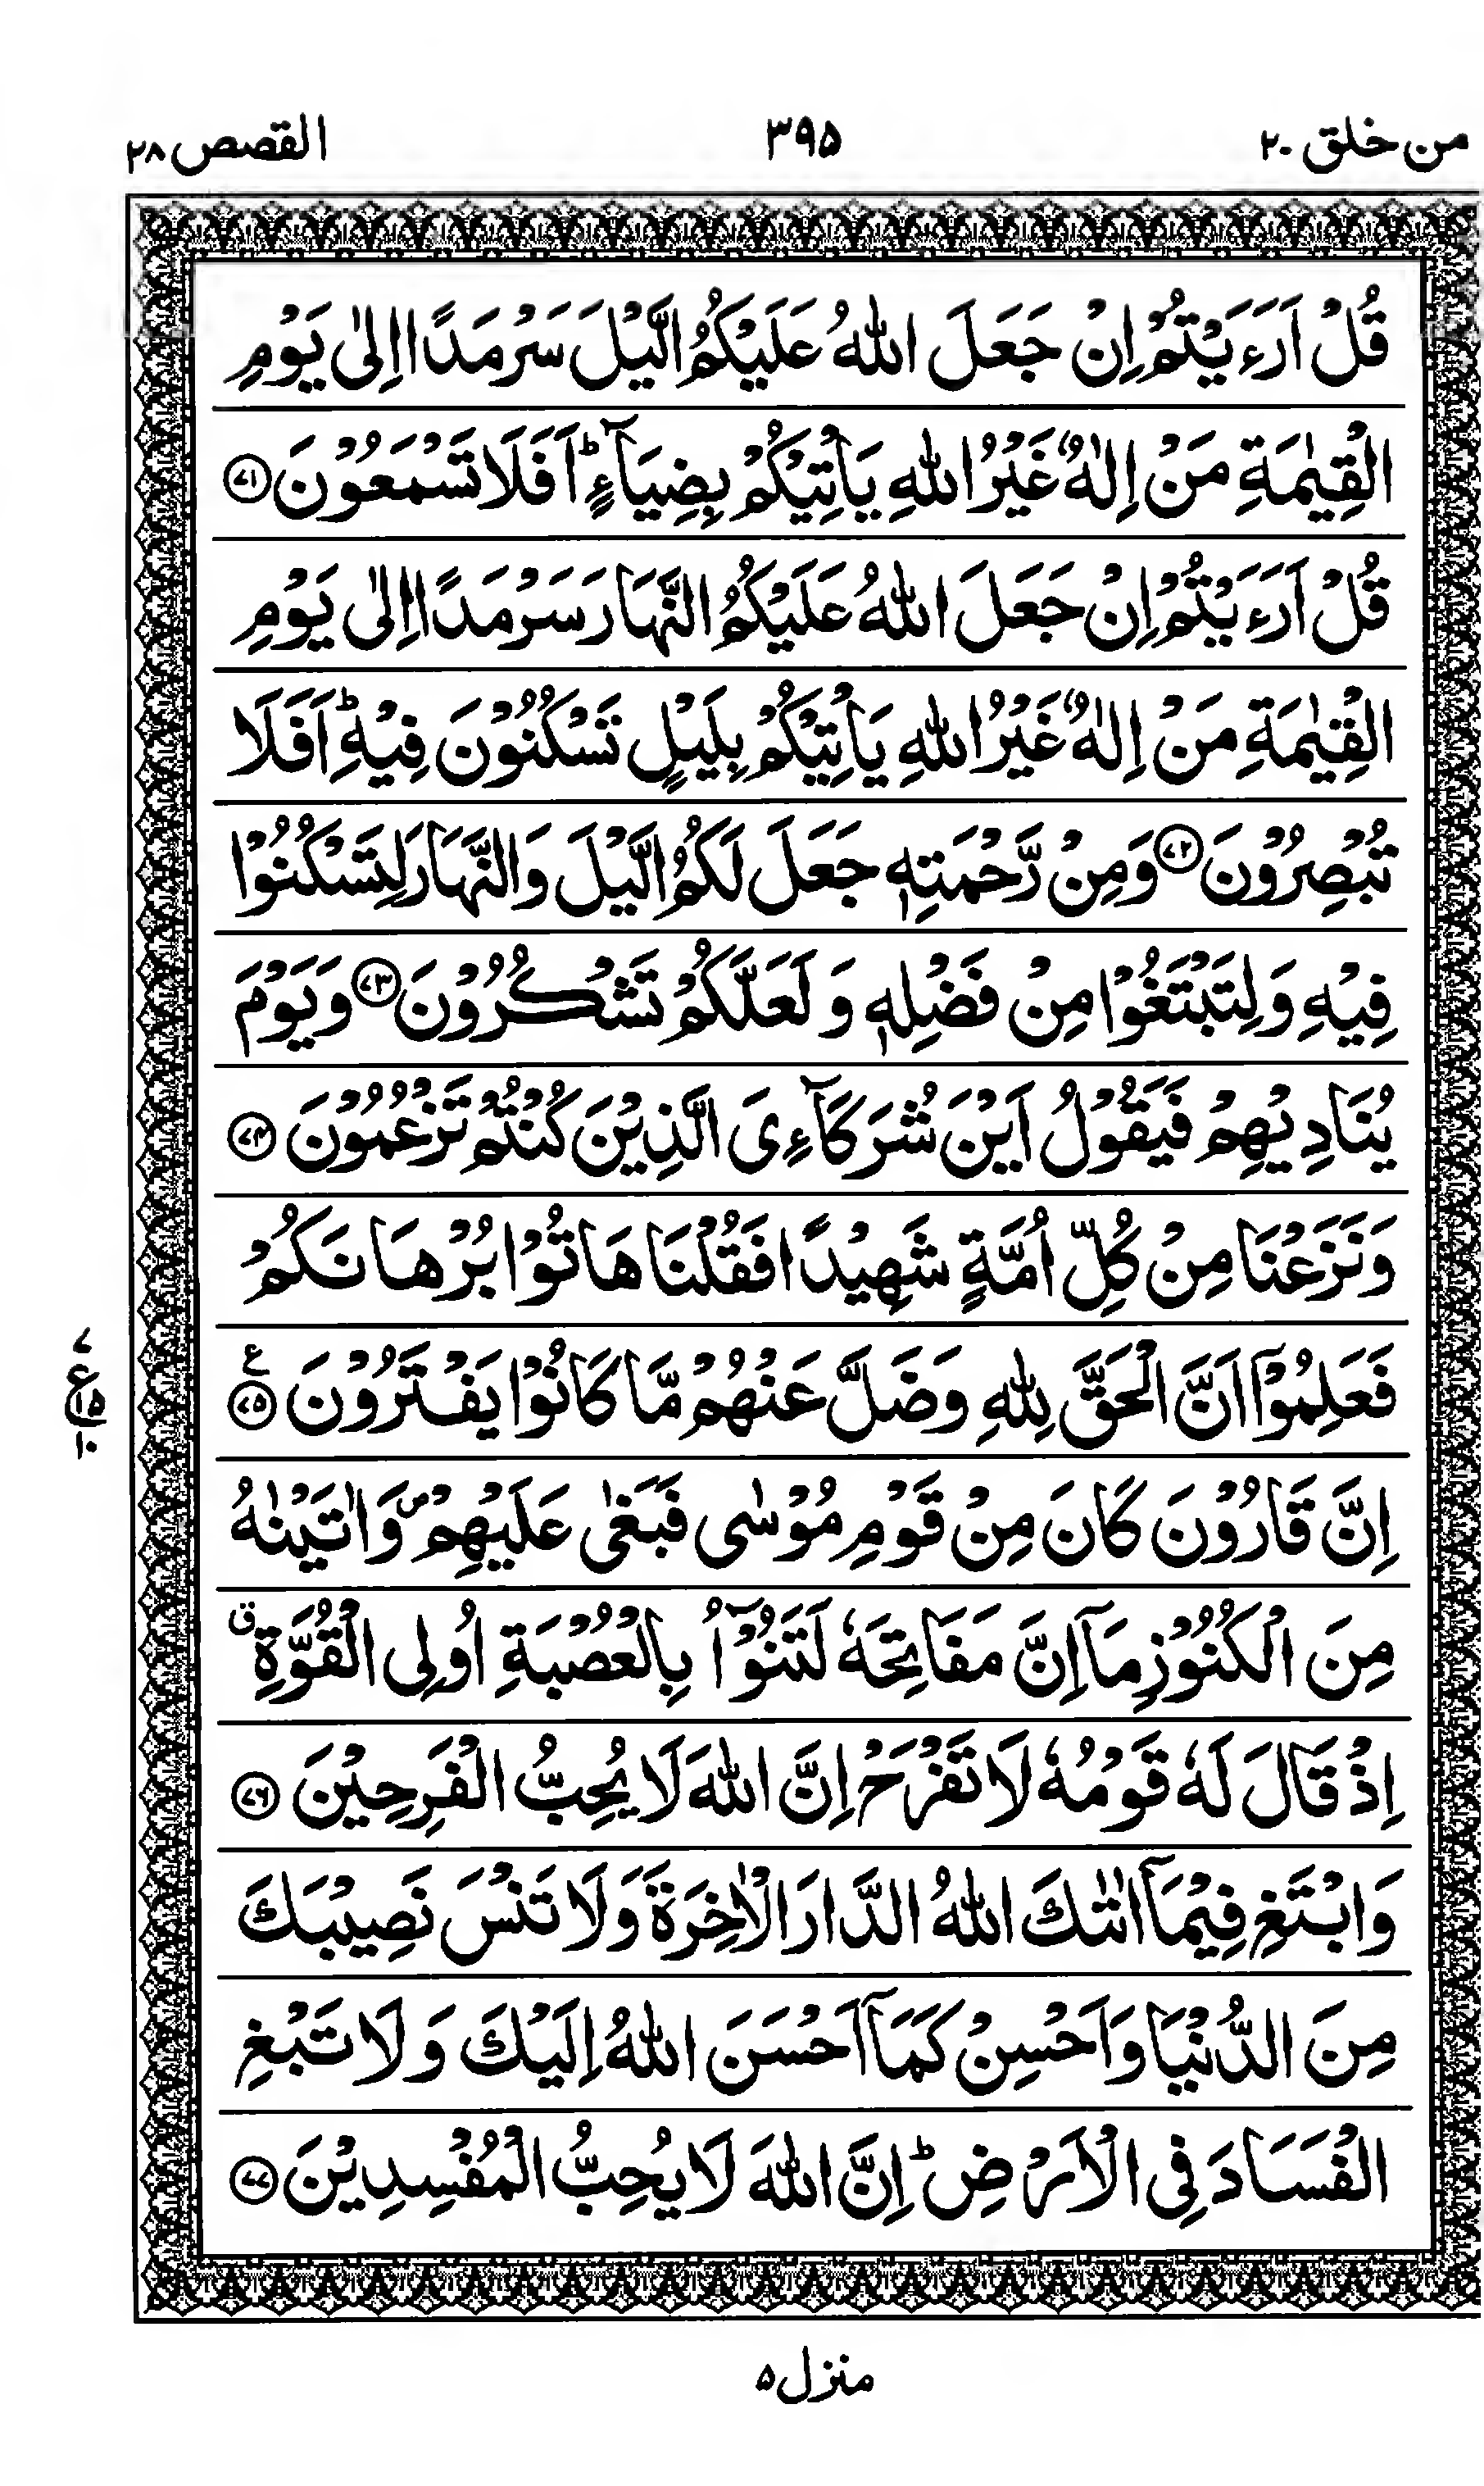 من خلق ٢٠ ٣٩٥ القصص ٢٨
قُلْ اَرَءَيْتُمْ اِنْ جَعَلَ اللّٰهُ عَلَيْكُمُ الَّيْلَ سَرْمَدًا اِلٰى يَوْمِ
الْقِيٰمَةِ مَنْ اِلٰهٌ غَيْرُ اللّٰهِ يَاْتِيْكُمْ بِضِيَآءٍ ؕ اَفَلَا تَسْمَعُوْنَ ﴿٧١﴾
قُلْ اَرَءَيْتُمْ اِنْ جَعَلَ اللّٰهُ عَلَيْكُمُ النَّهَارَ سَرْمَدًا اِلٰى يَوْمِ
الْقِيٰمَةِ مَنْ اِلٰهٌ غَيْرُ اللّٰهِ يَاْتِيْكُمْ بِلَيْلٍ تَسْكُنُوْنَ فِيْهِ ؕ اَفَلَا
تُبْصِرُوْنَ ﴿٧٢﴾ وَمِنْ رَّحْمَتِهٖ جَعَلَ لَكُمُ الَّيْلَ وَالنَّهَارَ لِتَسْكُنُوْا
فِيْهِ وَلِتَبْتَغُوْا مِنْ فَضْلِهٖ وَ لَعَلَّكُمْ تَشْكُرُوْنَ ﴿٧٣﴾ وَيَوْمَ
يُنَادِيْهِمْ فَيَقُوْلُ اَيْنَ شُرَكَآءِىَ الَّذِيْنَ كُنْتُمْ تَزْعُمُوْنَ ﴿٧٤﴾
وَنَزَعْنَا مِنْ كُلِّ اُمَّةٍ شَهِيْدًا فَقُلْنَا هَاتُوْا بُرْهَانَكُمْ
فَعَلِمُوْۤا اَنَّ الْحَقَّ لِلّٰهِ وَضَلَّ عَنْهُمْ مَّا كَانُوْا يَفْتَرُوْنَ ﴿٧٥﴾ ع
٧
ع ١٥
١٠
اِنَّ قَارُوْنَ كَانَ مِنْ قَوْمِ مُوْسٰى فَبَغٰى عَلَيْهِمْ ۪ وَاٰتَيْنٰهُ
مِنَ الْكُنُوْزِ مَاۤ اِنَّ مَفَاتِحَهٗ لَتَنُوْٓاُ بِالْعُصْبَةِ اُولِى الْقُوَّةِ ۗ
اِذْ قَالَ لَهٗ قَوْمُهٗ لَا تَفْرَحْ اِنَّ اللّٰهَ لَا يُحِبُّ الْفَرِحِيْنَ ﴿٧٦﴾
وَابْتَغِ فِيْمَاۤ اٰتٰىكَ اللّٰهُ الدَّارَ الْاٰخِرَةَ وَلَا تَنْسَ نَصِيْبَكَ
مِنَ الدُّنْيَا وَاَحْسِنْ كَمَاۤ اَحْسَنَ اللّٰهُ اِلَيْكَ وَلَا تَبْغِ
الْفَسَادَ فِى الْاَرْضِ ؕ اِنَّ اللّٰهَ لَا يُحِبُّ الْمُفْسِدِيْنَ ﴿٧٧﴾
منزل ٥